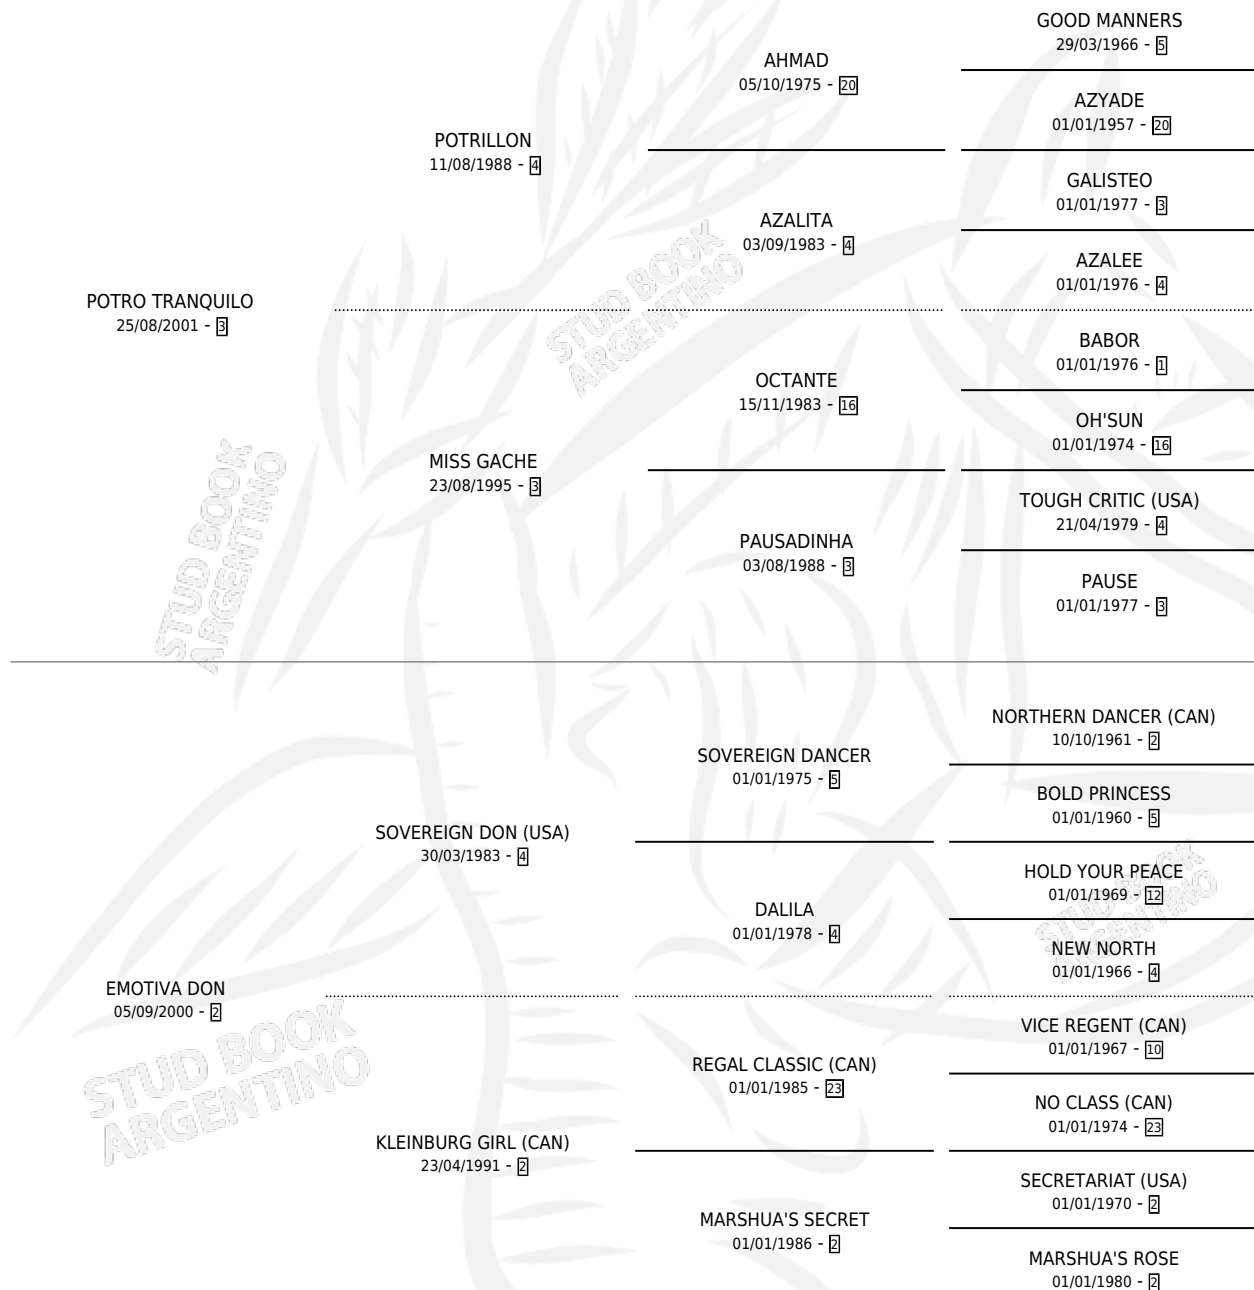 GOOD MANNERS
29/03/1966 - 5
AHMAD
05/10/1975 - 20
AZYADE
01/01/1957 - 20
POTRILLON
11/08/1988 - 4
GALISTEO
01/01/1977 - 3
AZALITA
03/09/1983 - 4
AZALEE
01/01/1976 - 4
POTRO TRANQUILO
25/08/2001 - 3
BABOR
01/01/1976 - 1
OCTANTE
15/11/1983 - 16
OH'SUN
01/01/1974 - 16
MISS GACHE
23/08/1995 - 3
TOUGH CRITIC (USA)
21/04/1979 - 4
PAUSADINHA
03/08/1988 - 3
PAUSE
01/01/1977 - 3
NORTHERN DANCER (CAN)
10/10/1961 - 2
SOVEREIGN DANCER
01/01/1975 - 5
BOLD PRINCESS
01/01/1960 - 5
SOVEREIGN DON (USA)
30/03/1983 - 4
HOLD YOUR PEACE
01/01/1969 - 12
DALILA
01/01/1978 - 4
NEW NORTH
01/01/1966 - 4
EMOTIVA DON
05/09/2000 - 2
VICE REGENT (CAN)
01/01/1967 - 10
REGAL CLASSIC (CAN)
01/01/1985 - 23
NO CLASS (CAN)
01/01/1974 - 23
KLEINBURG GIRL (CAN)
23/04/1991 - 2
SECRETARIAT (USA)
01/01/1970 - 2
MARSHUA'S SECRET
01/01/1986 - 2
MARSHUA'S ROSE
01/01/1980 - 2
STUD BOOK
ARGENTINO
STUD BOOK
ARGENTINO
STUD BOOK
ARGENTINO
STUD BOOK
ARGENTINO